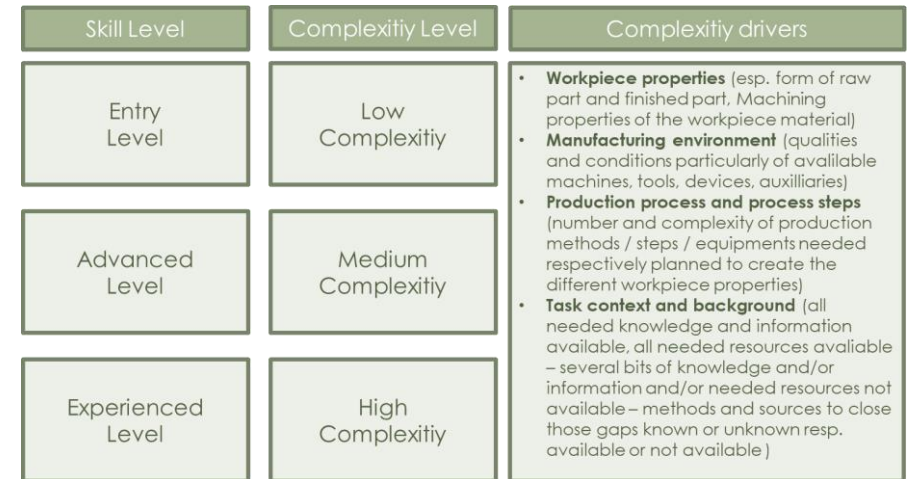 Skill Level
Complexitiy Level
Complexitiy drivers
Entry
Level
Low
Complexitiy
Advanced
Level
Medium
Complexitiy
Experienced
Level
High
Complexitiy
• Workpiece properties (esp. form of raw
part and finished part, Machining
properties of the workpiece material)
• Manufacturing environment (qualities
and conditions particularly of avalilable
machines, tools, devices, auxilliaries)
• Production process and process steps
(number and complexity of production
methods / steps / equipments needed
respectively planned to create the
different workpiece properties)
• Task context and background (all
needed knowledge and information
available, all needed resources avaliable
– several bits of knowledge and/or
information and/or needed resources not
available – methods and sources to close
those gaps known or unknown resp.
available or not available )